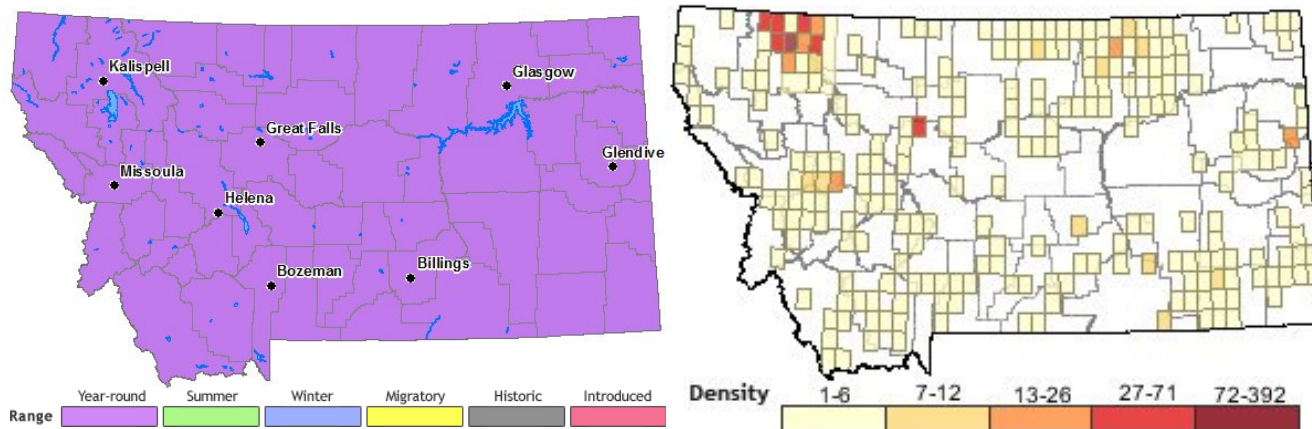 Kalispell
Glasgow
Great Falls
Glendive
Missoula
Helena
Bozeman
Billings
Year-round Summer Winter Migratory Historic Introduced
Range
Density 1-6 7-12 13-26 27-71 72-392